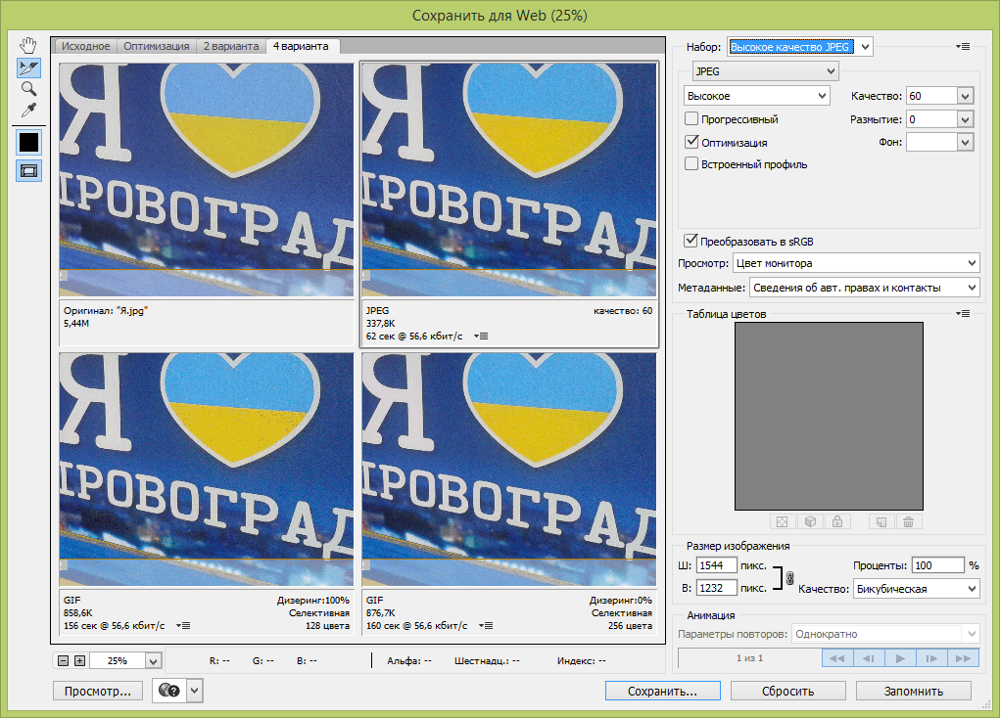 Сохранить для Web (25%)
Исходное Оптимизация 2 варианта 4 варианта
Я
ІРОВОГРАД
Оригинал: "Я.jpg"
5,44M
Я
ІРОВОГРАД
JPEG качество: 60
337,8K
62 сек @ 56,6 кбит/с
Я
ІРОВОГРАД
GIF Дизеринг:100%
858,6K Селективная
156 сек @ 56,6 кбит/с 128 цвета
Я
ІРОВОГРАД
GIF Дизеринг:0%
876,7K Селективная
160 сек @ 56,6 кбит/с 256 цвета
25% R: -- G: -- B: -- Альфа: -- Шестнадц.: -- Индекс: --
Просмотр...
Набор: Высокое качество JPEG
JPEG
Высокое Качество: 60
Прогрессивный Размытие: 0
Оптимизация Фон:
Встроенный профиль
Преобразовать в sRGB
Просмотр: Цвет монитора
Метаданные: Сведения об авт. правах и контакты
Таблица цветов
Размер изображения
Ш: 1544 пикс. Проценты: 100 %
В: 1232 пикс. Качество: Бикубическая
Анимация
Параметры повторов: Однократно
1 из 1
Сохранить... Сбросить Запомнить